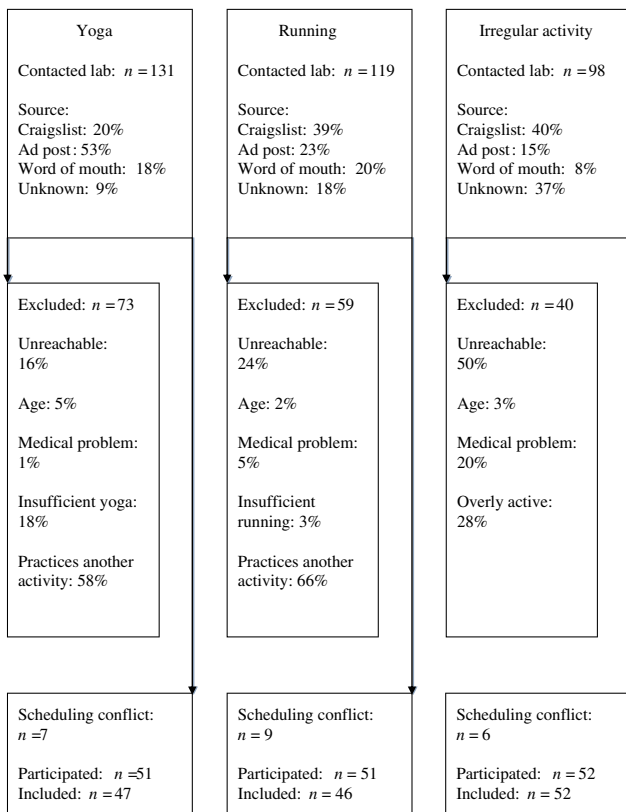 Yoga
Contacted lab: n = 131
Source:
Craigslist: 20%
Ad post: 53%
Word of mouth: 18%
Unknown: 9%
Running
Contacted lab: n = 119
Source:
Craigslist: 39%
Ad post: 23%
Word of mouth: 20%
Unknown: 18%
Irregular activity
Contacted lab: n = 98
Source:
Craigslist: 40%
Ad post: 15%
Word of mouth: 8%
Unknown: 37%
Excluded: n = 73
Unreachable:
16%
Age: 5%
Medical problem:
1%
Insufficient yoga:
18%
Practices another
activity: 58%
Excluded: n = 59
Unreachable:
24%
Age: 2%
Medical problem:
5%
Insufficient
running: 3%
Practices another
activity: 66%
Excluded: n = 40
Unreachable:
50%
Age: 3%
Medical problem:
20%
Overly active:
28%
Scheduling conflict:
n =7
Participated: n =51
Included: n = 47
Scheduling conflict:
n = 9
Participated: n = 51
Included: n = 46
Scheduling conflict:
n = 6
Participated: n = 52
Included: n = 52